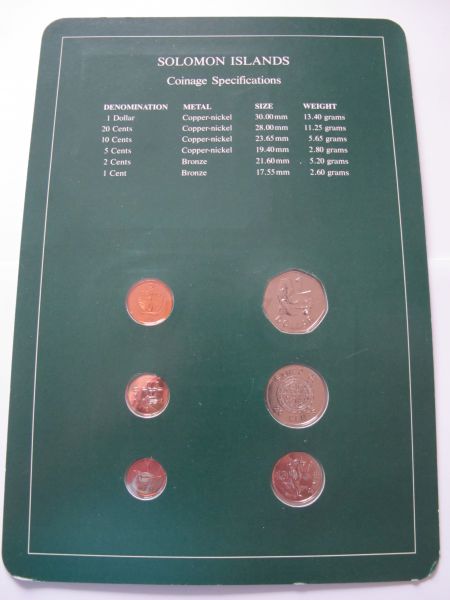 SOLOMON ISLANDS
Coinage Specifications
DENOMINATION METAL SIZE WEIGHT
1 Dollar Copper-nickel 30.00mm 13.40 grams
20 Cents Copper-nickel 28.00mm 11.25 grams
10 Cents Copper-nickel 23.65mm 5.65 grams
5 Cents Copper-nickel 19.40mm 2.80 grams
2 Cents Bronze 21.60mm 5.20 grams
1 Cent Bronze 17.55mm 2.60 grams